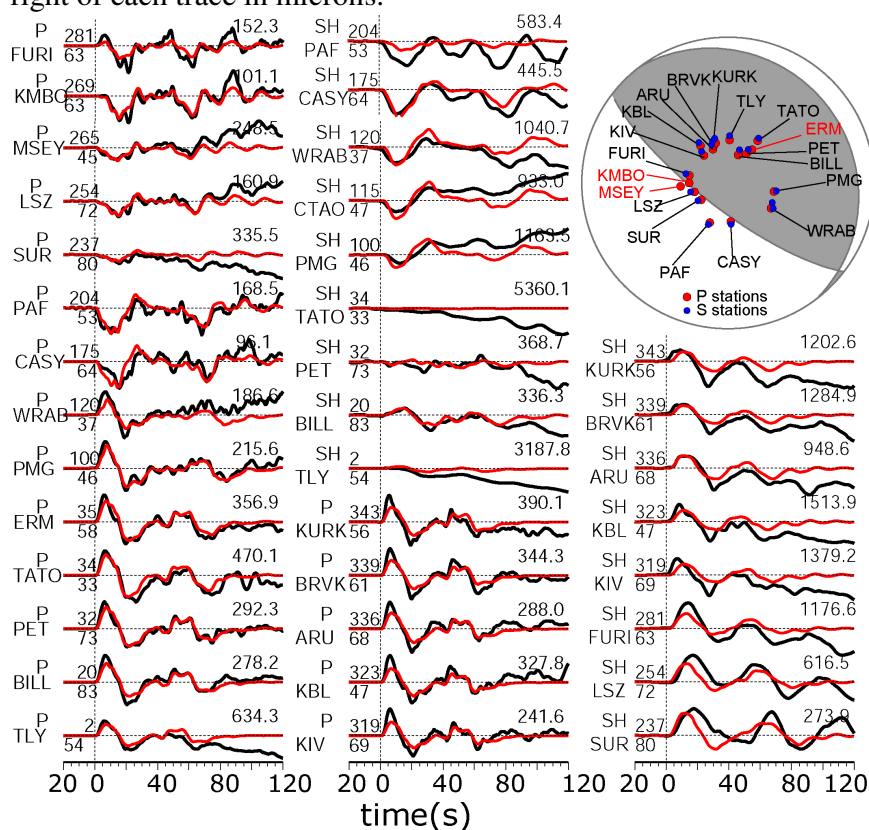 right of each trace in microns.
P 281 152.3
FURI 63
P 269 101.1
KMBO 63
P 265 248.5
MSEY 45
P 254 160.9
LSZ 72
P 237 335.5
SUR 80
P 204 168.5
PAF 53
P 175 96.1
CASY 64
P 120 186.6
WRAB 37
P 100 215.6
PMG 46
P 35 356.9
ERM 58
P 34 470.1
TATO 33
P 32 292.3
PET 73
P 20 278.2
BILL 83
P 2 634.3
TLY 54
20 0 20 40 60 80 120
SH 204 583.4
PAF 53
SH 175 445.5
CASY 64
SH 120 1040.7
WRAB 37
SH 115 933.0
CTAO 47
SH 100 1163.5
PMG 46
SH 34 5360.1
TATO 33
SH 32 368.7
PET 73
SH 20 336.3
BILL 83
SH 2 3187.8
TLY 54
P 343 390.1
KURK 56
P 339 344.3
BRVK 61
P 336 288.0
ARU 68
P 323 327.8
KBL 47
P 319 241.6
KIV 69
20 0 20 40 60 80 120
time(s)
BRVK KURK
ARU TLY
KBL TATO
KIV ERM
FURI PET
BILL
KMBO PMG
MSEY
LSZ
SUR WRAB
PAF CASY
P stations
S stations
SH 343 1202.6
KURK 56
SH 339 1284.9
BRVK 61
SH 336 948.6
ARU 68
SH 323 1513.9
KBL 47
SH 319 1379.2
KIV 69
SH 281 1176.6
FURI 63
SH 254 616.5
LSZ 72
SH 237 273.9
SUR 80
20 0 20 40 60 80 120